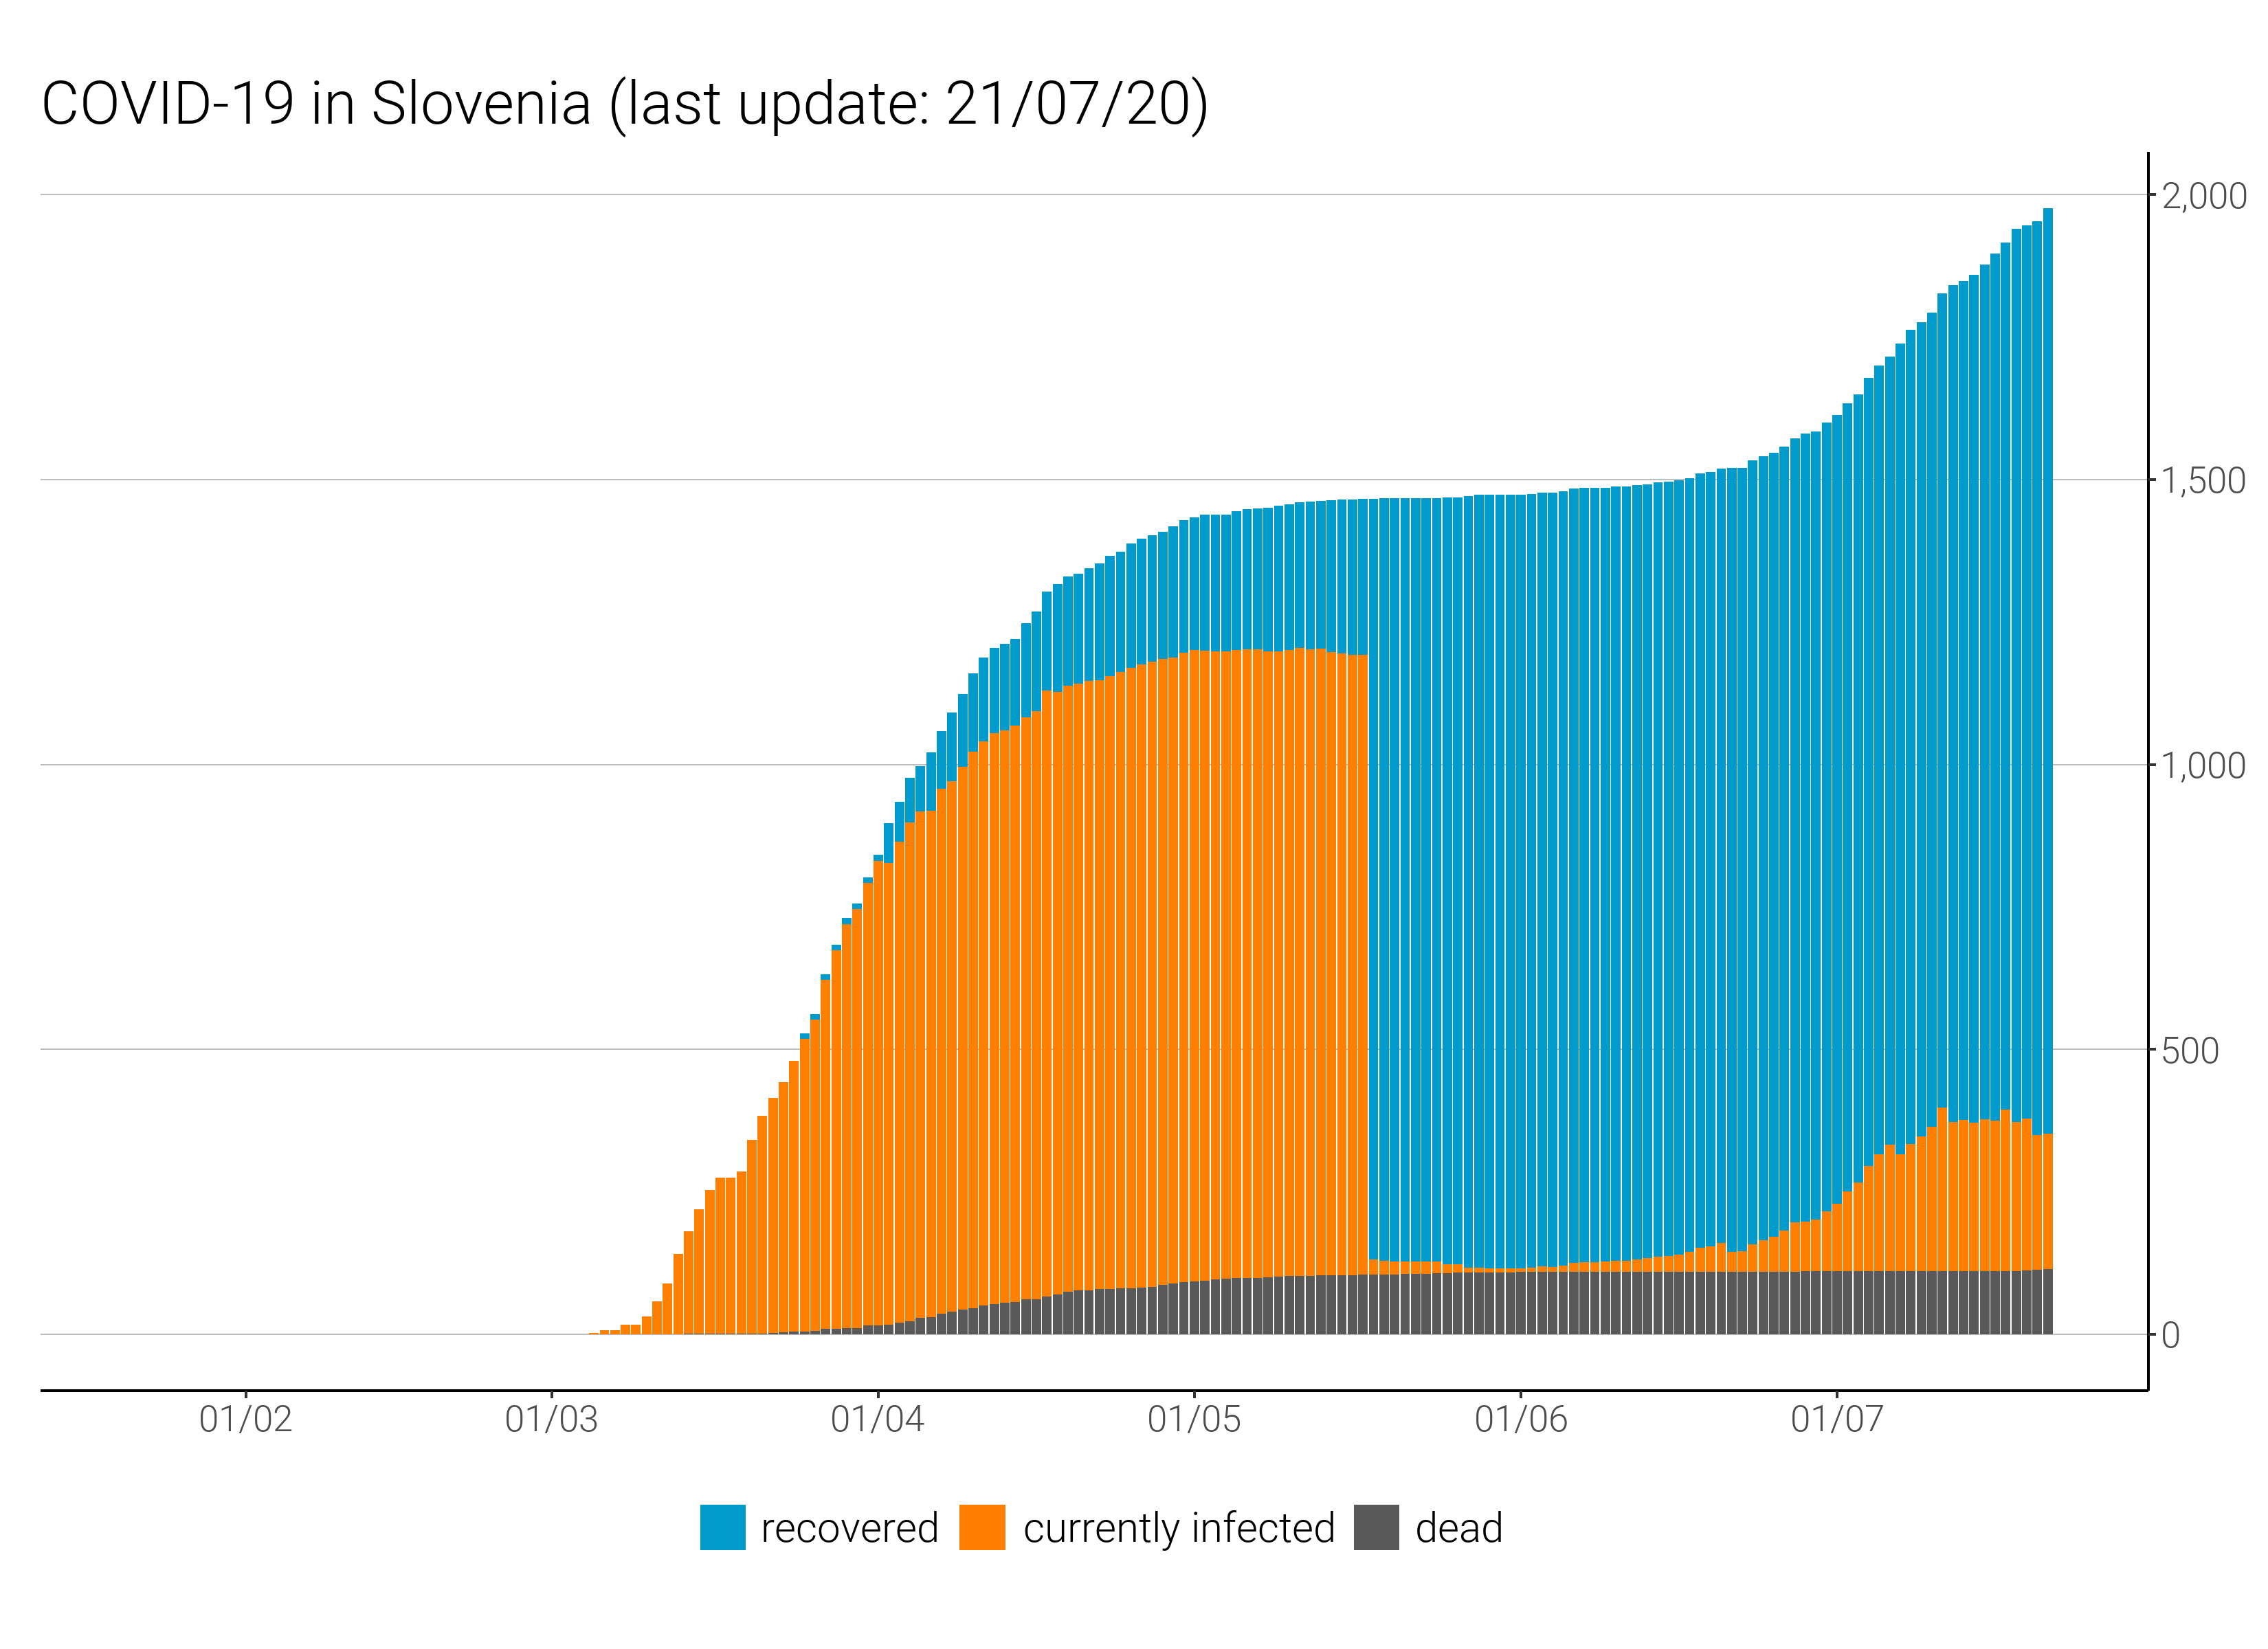 COVID-19 in Slovenia (last update: 21/07/20)
2,000
1,500
1,000
500
0
01/02 01/03 01/04 01/05 01/06 01/07
recovered currently infected dead